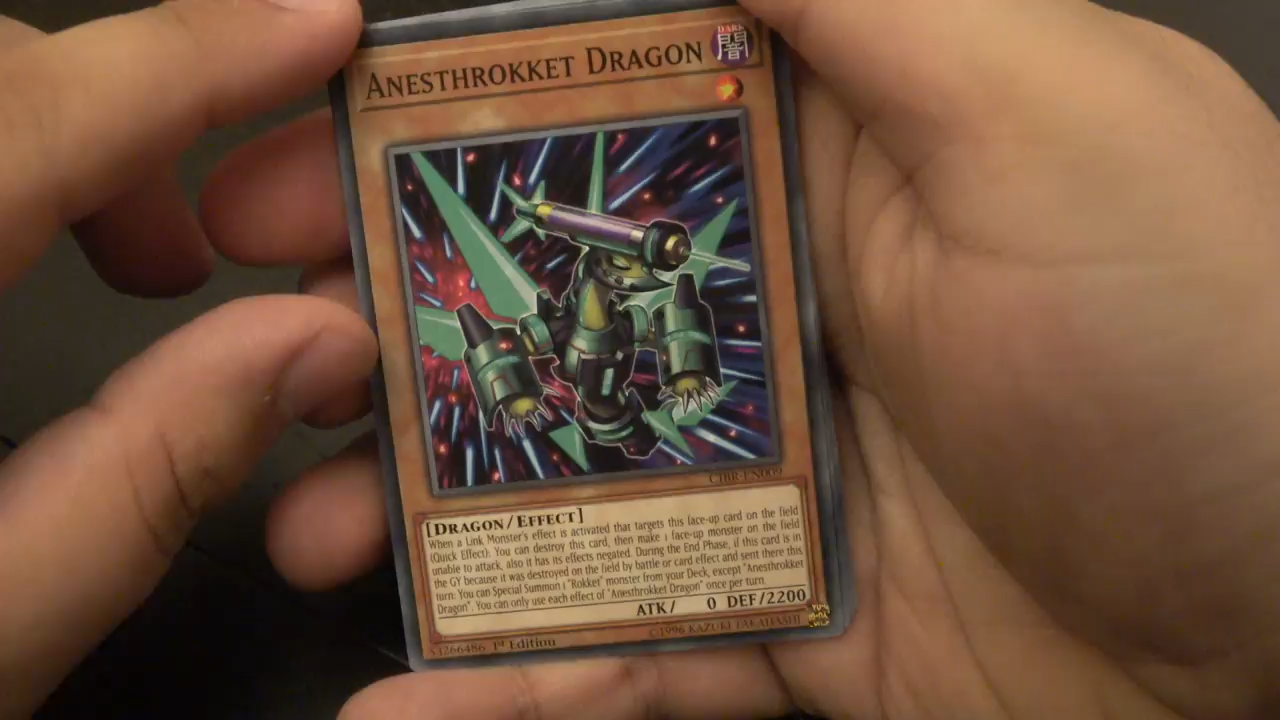 ANESTHROKKET DRAGON
DARK
闇
CIBR-EN009
[DRAGON/EFFECT]
When a Link Monster's effect is activated that targets this face-up card on the field
(Quick Effect): You can destroy this card, then make 1 face-up monster on the field
unable to attack, also it has its effects negated. During the End Phase, if this card is in
the GY because it was destroyed on the field by battle or card effect and sent there this
turn: You can Special Summon 1 "Rokket" monster from your Deck, except "Anesthrokket
Dragon". You can only use each effect of "Anesthrokket Dragon" once per turn.
ATK/ 0 DEF/2200
53266486 1st Edition ©1996 KAZUKI TAKAHASHI